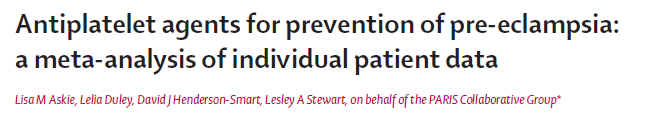 Antiplatelet agents for prevention of pre-eclampsia:
a meta-analysis of individual patient data
Lisa M Askie, Lelia Duley, David J Henderson-Smart, Lesley A Stewart, on behalf of the PARIS Collaborative Group*